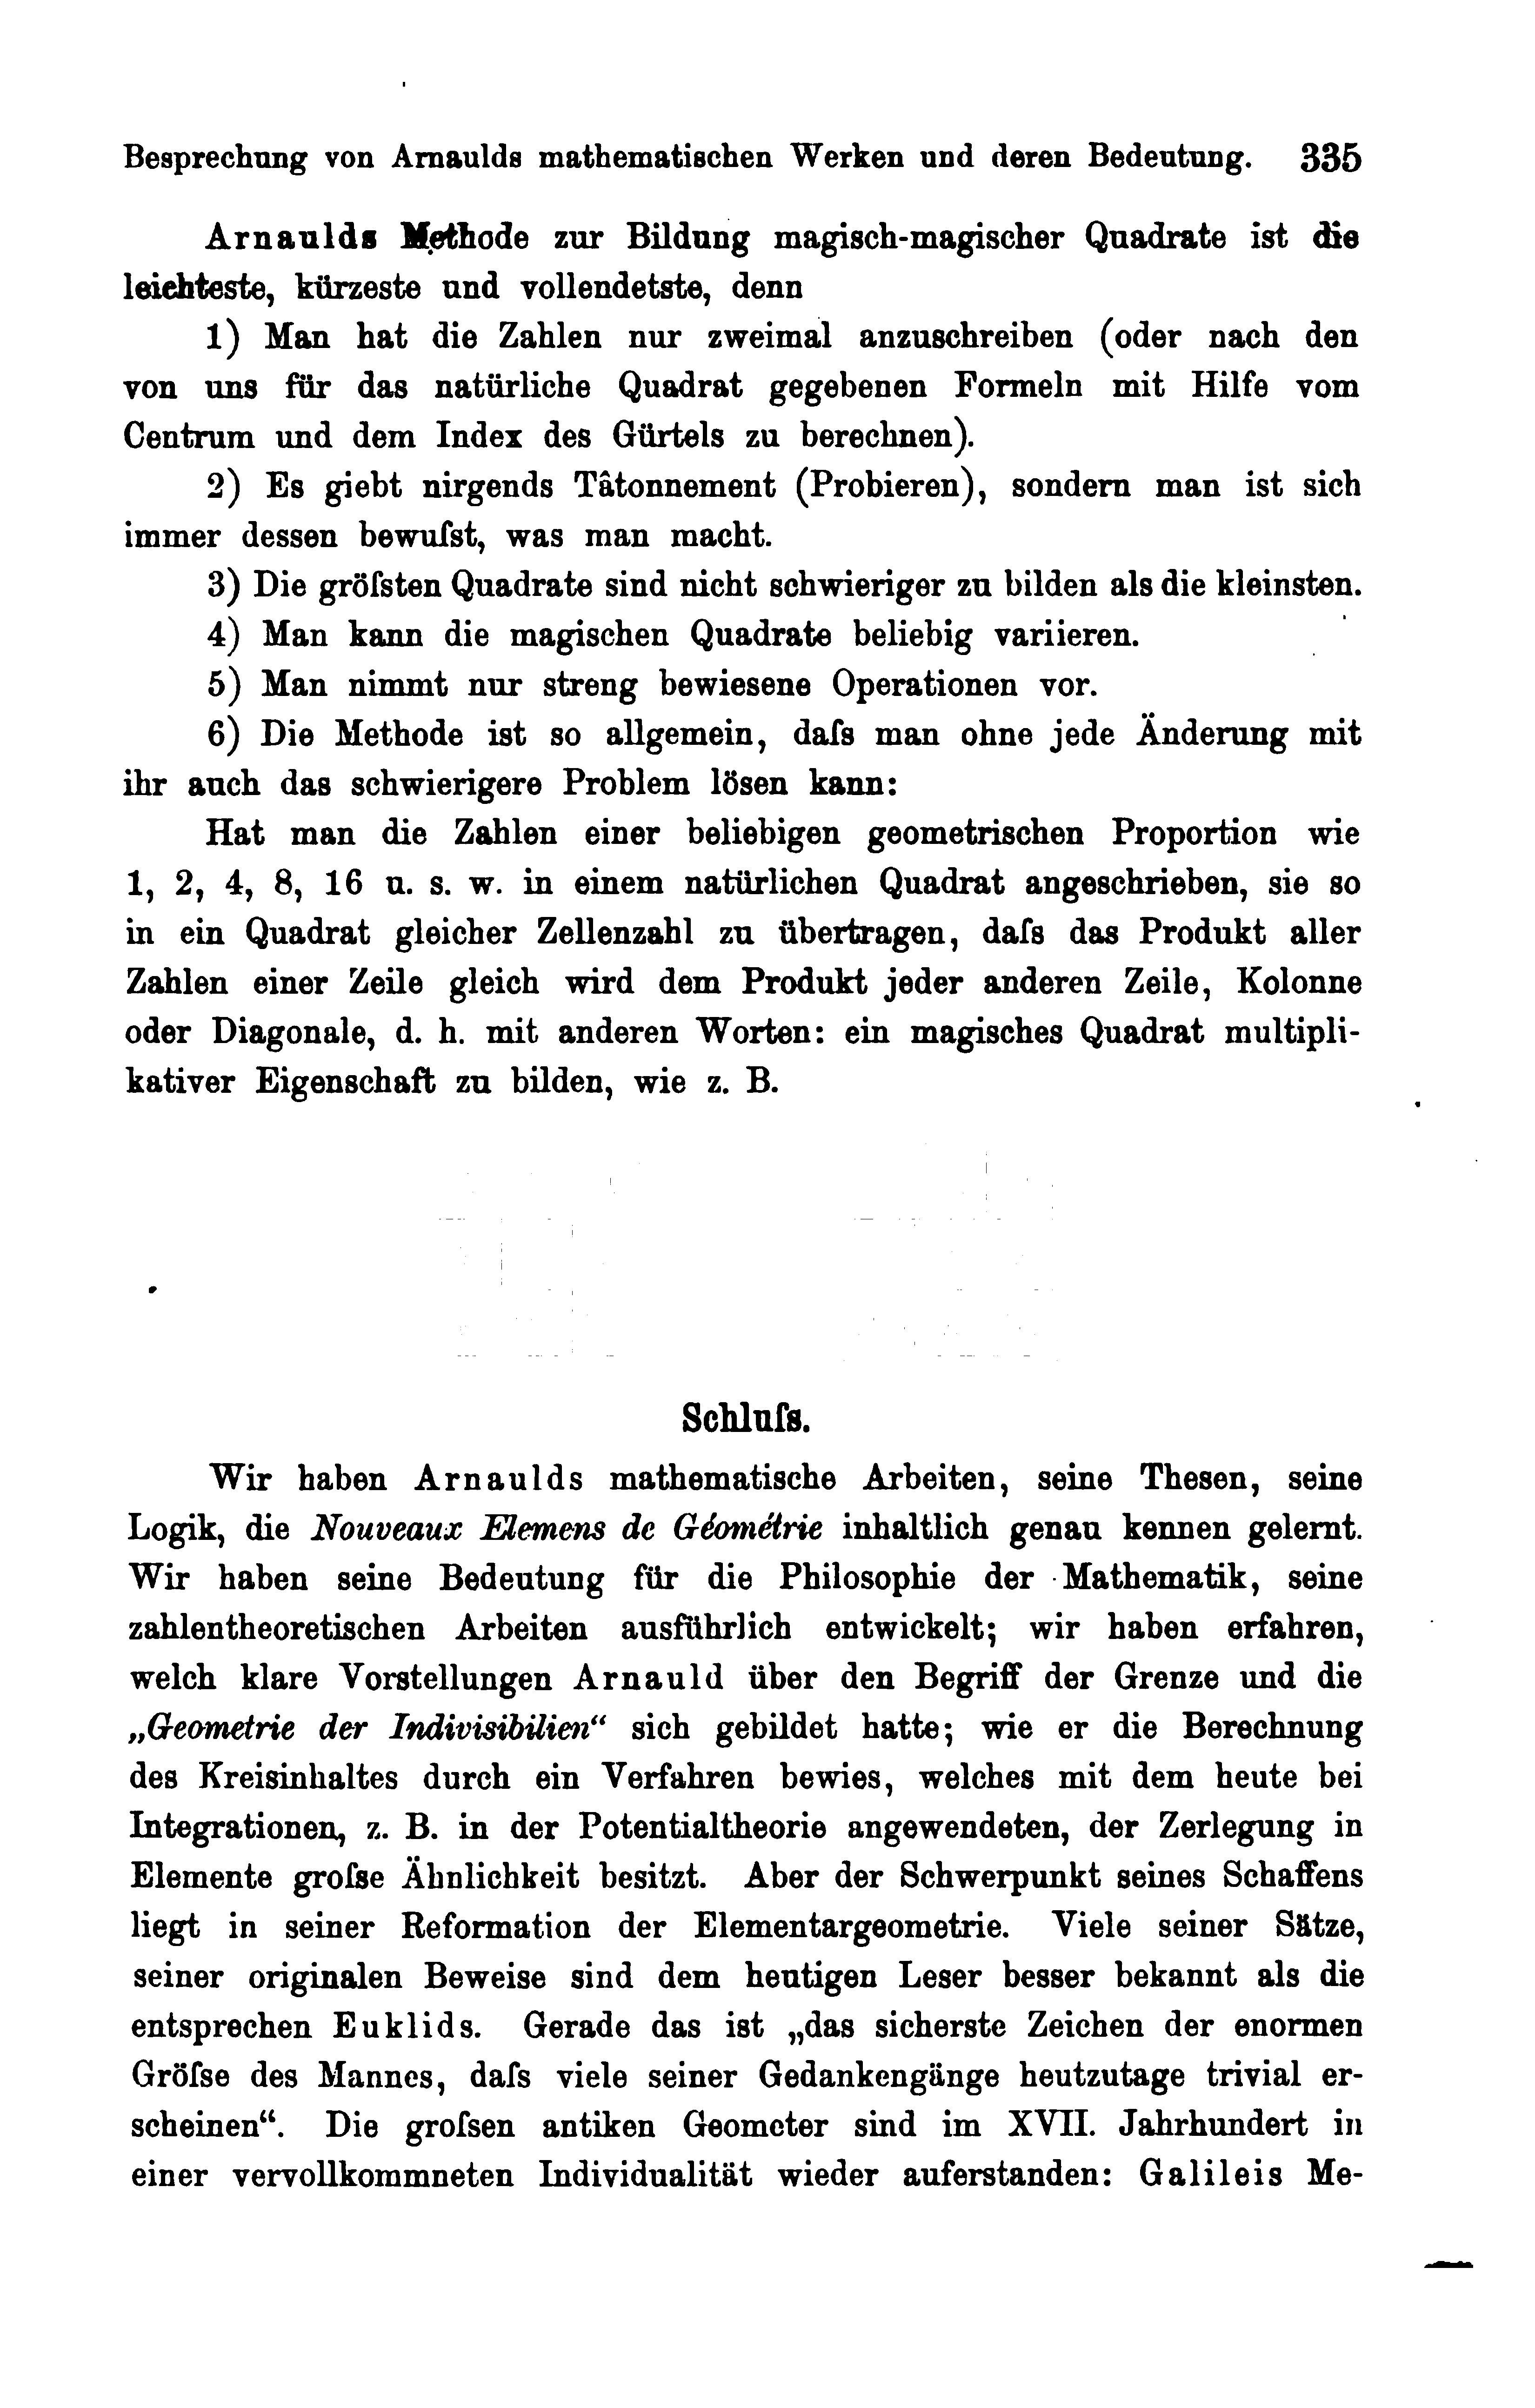 Besprechung von Arnaulds mathematischen Werken und deren Bedeutung. 335
Arnaulds Methode zur Bildung magisch-magischer Quadrate ist die
leichteste, kürzeste und vollendetste, denn
1) Man hat die Zahlen nur zweimal anzuschreiben (oder nach den
von uns für das natürliche Quadrat gegebenen Formeln mit Hilfe vom
Centrum und dem Index des Gürtels zu berechnen).
2) Es giebt nirgends Tâtonnement (Probieren), sondern man ist sich
immer dessen bewuſst, was man macht.
3) Die gröſsten Quadrate sind nicht schwieriger zu bilden als die kleinsten.
4) Man kann die magischen Quadrate beliebig variieren.
5) Man nimmt nur streng bewiesene Operationen vor.
6) Die Methode ist so allgemein, daſs man ohne jede Änderung mit
ihr auch das schwierigere Problem lösen kann:
Hat man die Zahlen einer beliebigen geometrischen Proportion wie
1, 2, 4, 8, 16 u. s. w. in einem natürlichen Quadrat angeschrieben, sie so
in ein Quadrat gleicher Zellenzahl zu übertragen, daſs das Produkt aller
Zahlen einer Zeile gleich wird dem Produkt jeder anderen Zeile, Kolonne
oder Diagonale, d. h. mit anderen Worten: ein magisches Quadrat multipli-
kativer Eigenschaft zu bilden, wie z. B.
Schluſs.
Wir haben Arnaulds mathematische Arbeiten, seine Thesen, seine
Logik, die Nouveaux Elemens de Géométrie inhaltlich genau kennen gelernt.
Wir haben seine Bedeutung für die Philosophie der Mathematik, seine
zahlentheoretischen Arbeiten ausführlich entwickelt; wir haben erfahren,
welch klare Vorstellungen Arnauld über den Begriff der Grenze und die
„Geometrie der Indivisibilien“ sich gebildet hatte; wie er die Berechnung
des Kreisinhaltes durch ein Verfahren bewies, welches mit dem heute bei
Integrationen, z. B. in der Potentialtheorie angewendeten, der Zerlegung in
Elemente groſse Ähnlichkeit besitzt. Aber der Schwerpunkt seines Schaffens
liegt in seiner Reformation der Elementargeometrie. Viele seiner Sätze,
seiner originalen Beweise sind dem heutigen Leser besser bekannt als die
entsprechen Euklids. Gerade das ist „das sicherste Zeichen der enormen
Gröſse des Mannes, daſs viele seiner Gedankengänge heutzutage trivial er-
scheinen“. Die groſsen antiken Geometer sind im XVII. Jahrhundert in
einer vervollkommneten Individualität wieder auferstanden: Galileis Me-